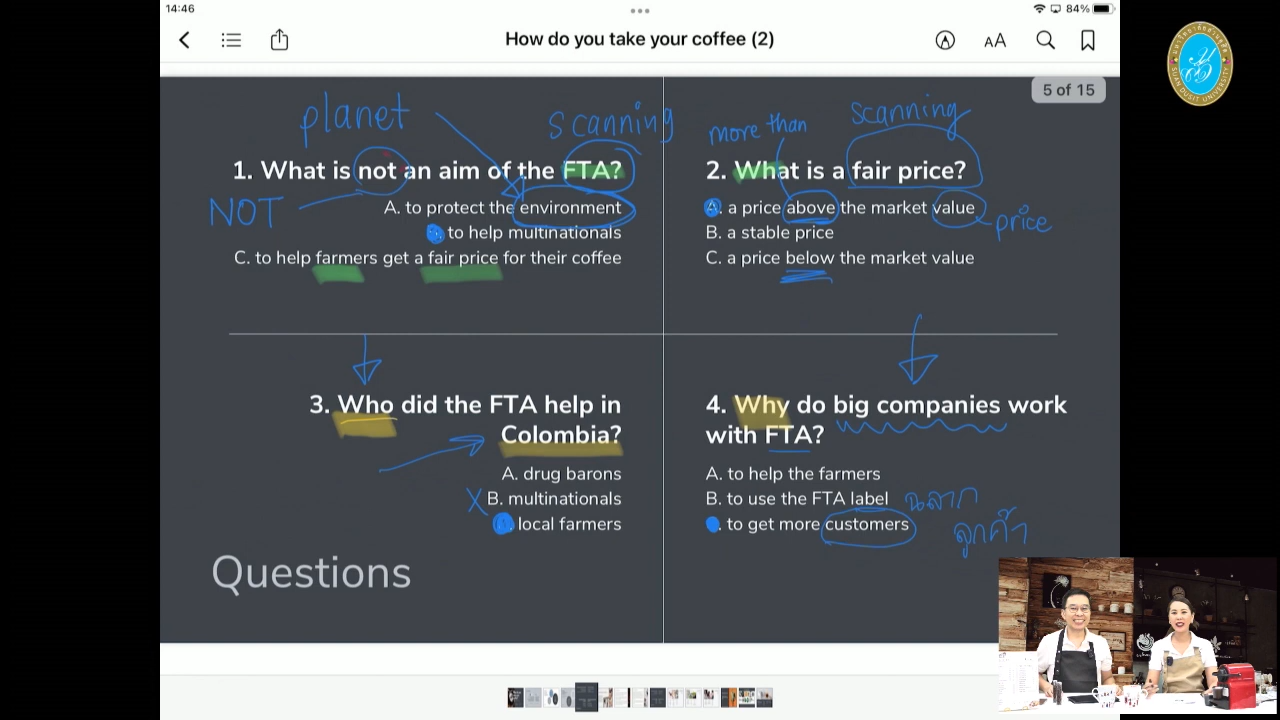 14:46
84%
How do you take your coffee (2)
AA
5 of 15
planet
scanning
1. What is not an aim of the FTA?
NOT
A. to protect the environment
to help multinationals
C. to help farmers get a fair price for their coffee
more than
scanning
2. What is a fair price?
A. a price above the market value
price
B. a stable price
C. a price below the market value
3. Who did the FTA help in
Colombia?
A. drug barons
X B. multinationals
local farmers
4. Why do big companies work
with FTA?
A. to help the farmers
B. to use the FTA label ฉลาก
to get more customers ลูกค้า
Questions
SUAN DUSIT UNIVERSITY